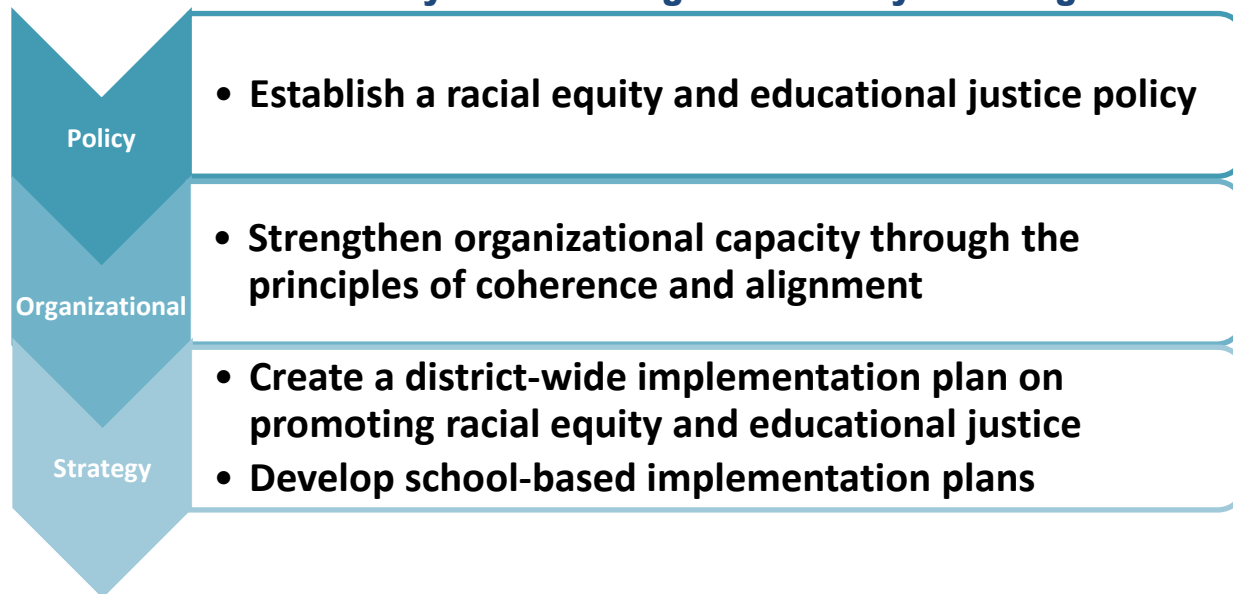 Policy
• Establish a racial equity and educational justice policy
Organizational
• Strengthen organizational capacity through the
principles of coherence and alignment
Strategy
• Create a district-wide implementation plan on
promoting racial equity and educational justice
• Develop school-based implementation plans